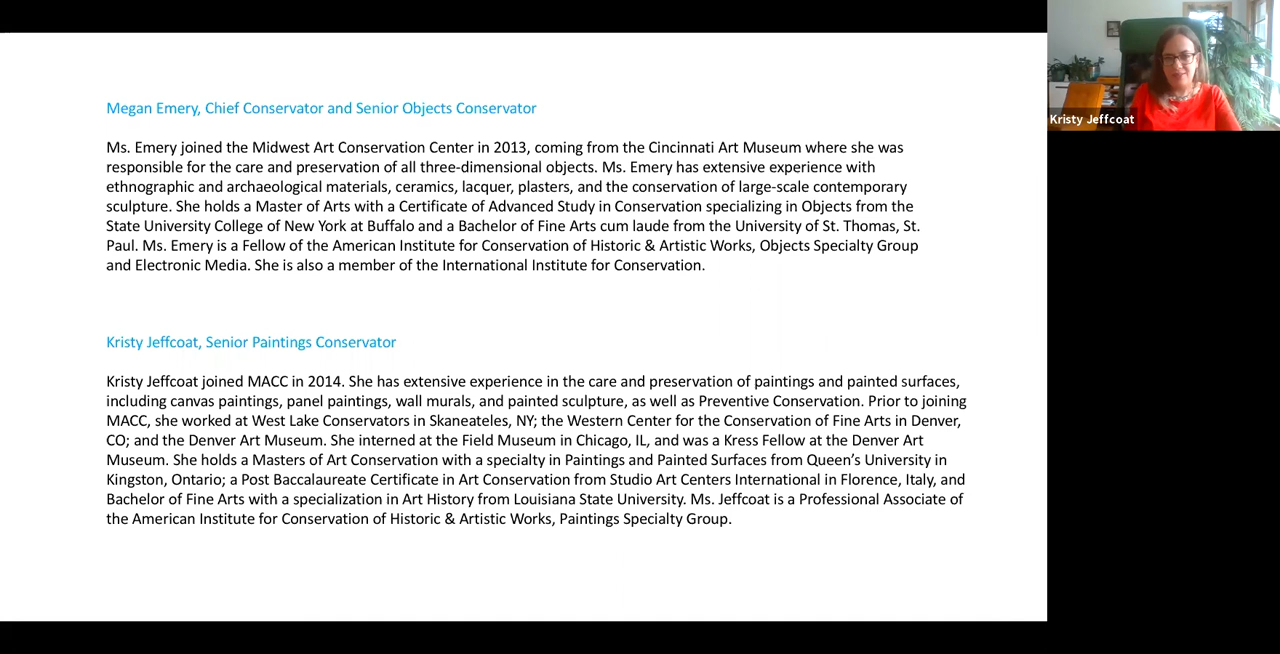 Megan Emery, Chief Conservator and Senior Objects Conservator
Ms. Emery joined the Midwest Art Conservation Center in 2013, coming from the Cincinnati Art Museum where she was
responsible for the care and preservation of all three-dimensional objects. Ms. Emery has extensive experience with
ethnographic and archaeological materials, ceramics, lacquer, plasters, and the conservation of large-scale contemporary
sculpture. She holds a Master of Arts with a Certificate of Advanced Study in Conservation specializing in Objects from the
State University College of New York at Buffalo and a Bachelor of Fine Arts cum laude from the University of St. Thomas, St.
Paul. Ms. Emery is a Fellow of the American Institute for Conservation of Historic & Artistic Works, Objects Specialty Group
and Electronic Media. She is also a member of the International Institute for Conservation.
Kristy Jeffcoat, Senior Paintings Conservator
Kristy Jeffcoat joined MACC in 2014. She has extensive experience in the care and preservation of paintings and painted surfaces,
including canvas paintings, panel paintings, wall murals, and painted sculpture, as well as Preventive Conservation. Prior to joining
MACC, she worked at West Lake Conservators in Skaneateles, NY; the Western Center for the Conservation of Fine Arts in Denver,
CO; and the Denver Art Museum. She interned at the Field Museum in Chicago, IL, and was a Kress Fellow at the Denver Art
Museum. She holds a Masters of Art Conservation with a specialty in Paintings and Painted Surfaces from Queen’s University in
Kingston, Ontario; a Post Baccalaureate Certificate in Art Conservation from Studio Art Centers International in Florence, Italy, and
Bachelor of Fine Arts with a specialization in Art History from Louisiana State University. Ms. Jeffcoat is a Professional Associate of
the American Institute for Conservation of Historic & Artistic Works, Paintings Specialty Group.
Kristy Jeffcoat